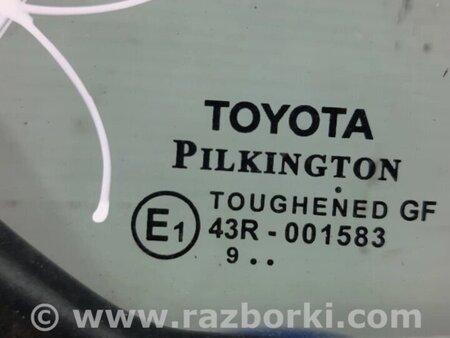 TOYOTA
PILKINGTON
TOUGHENED GF
E1 43R - 001583
9 . .
© www.razborki.com